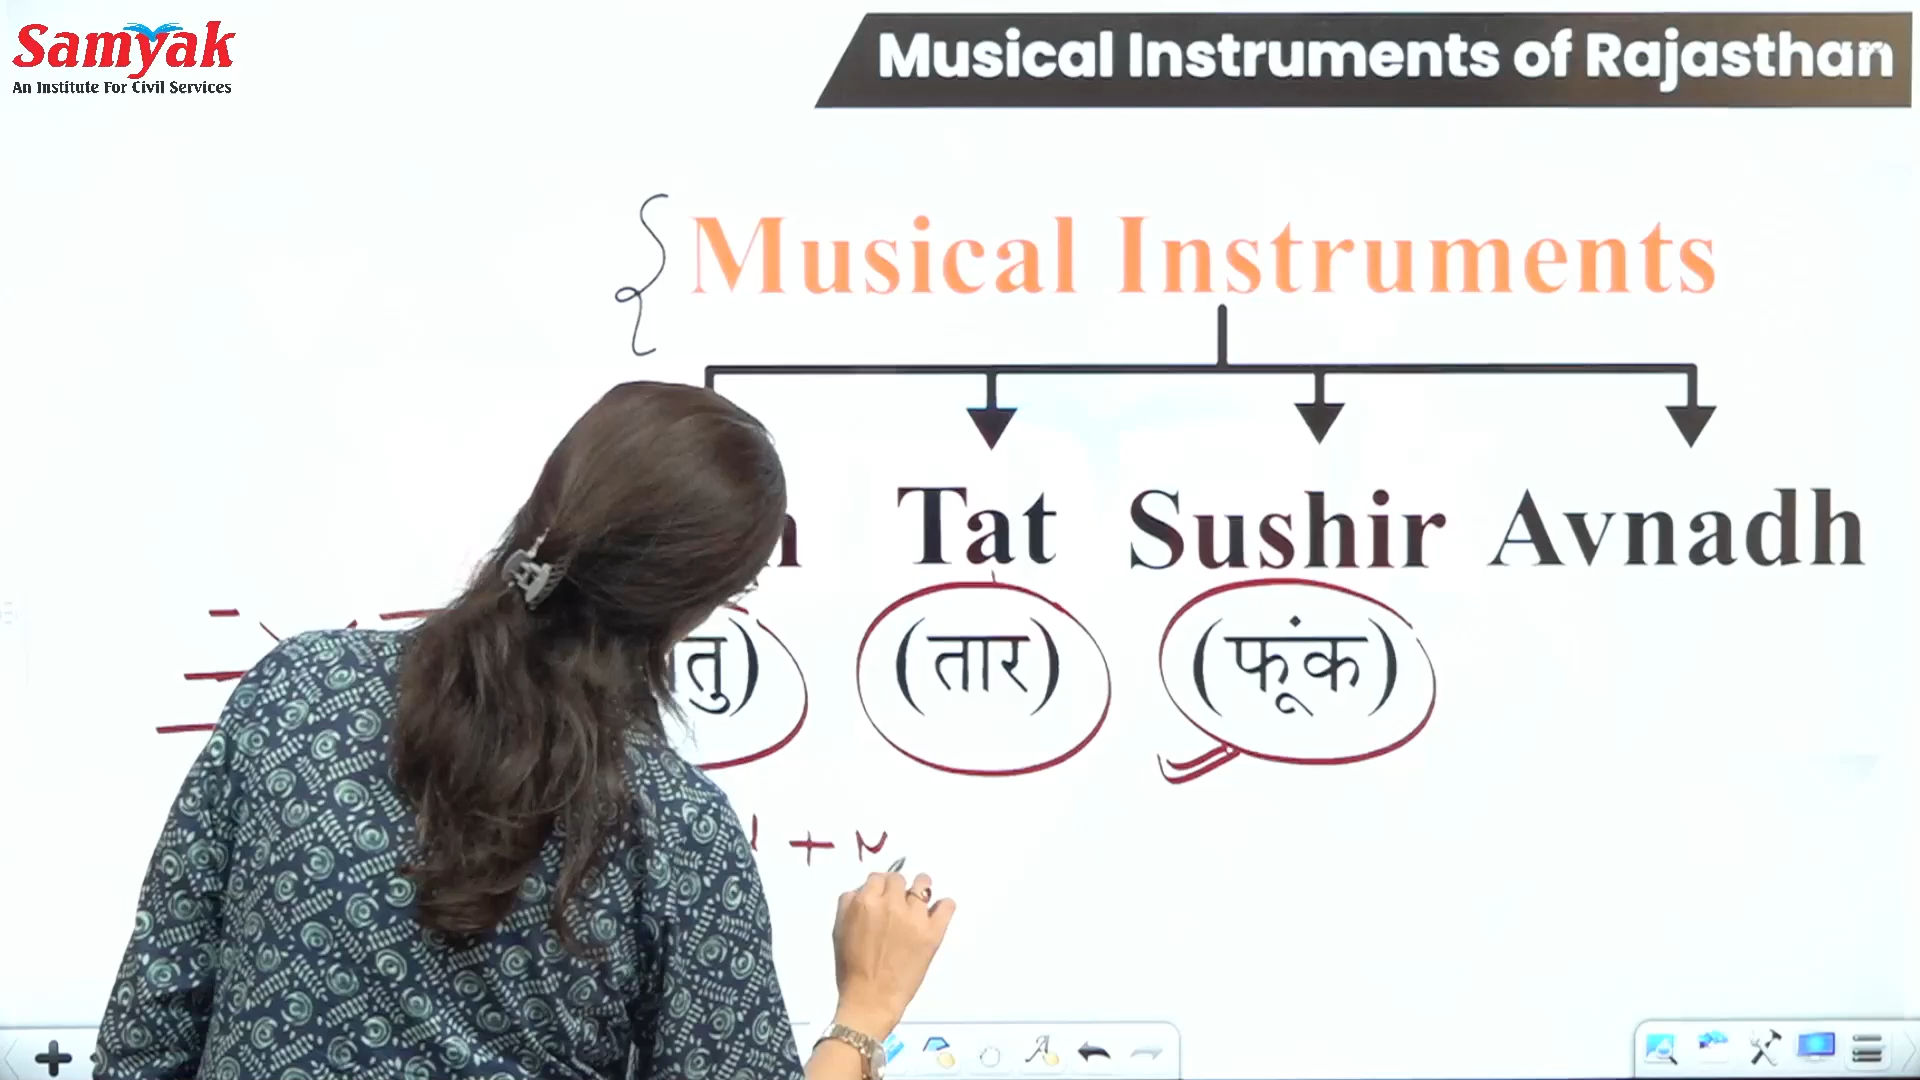 Samyak
An Institute For Civil Services
Musical Instruments of Rajasthan
Musical Instruments
Tat Sushir Avnadh
(तार) (फूंक)